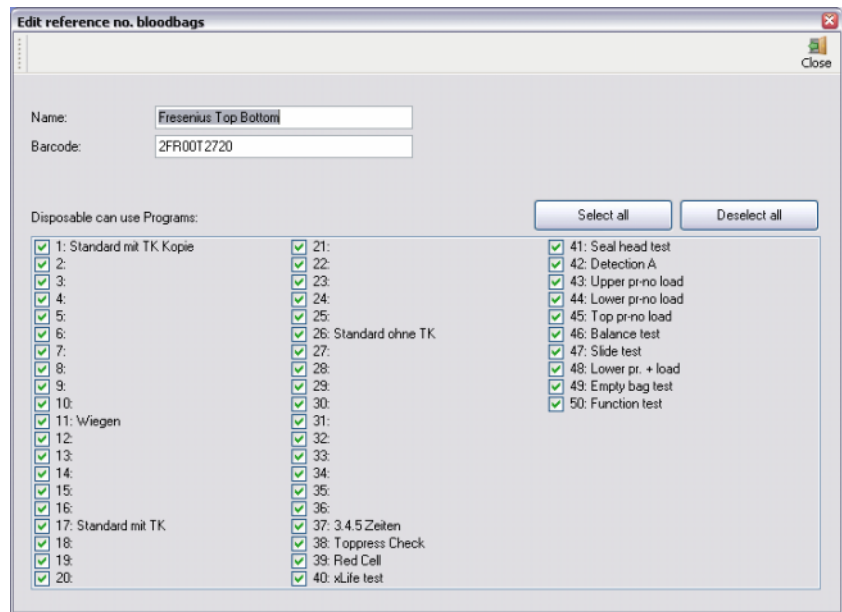 Edit reference no. bloodbags
Close
Name: Fresenius Top Bottom
Barcode: 2FR00T2720
Disposable can use Programs:
Select all
Deselect all
1: Standard mit TK Kopie
2:
3:
4:
5:
6:
7:
8:
9:
10:
11: Wiegen
12:
13:
14:
15:
16:
17: Standard mit TK
18:
19:
20:
21:
22:
23:
24:
25:
26: Standard ohne TK
27:
28:
29:
30:
31:
32:
33:
34:
35:
36:
37: 3.4.5 Zeiten
38: Toppress Check
39: Red Cell
40: xLife test
41: Seal head test
42: Detection A
43: Upper pr-no load
44: Lower pr-no load
45: Top pr-no load
46: Balance test
47: Slide test
48: Lower pr. + load
49: Empty bag test
50: Function test